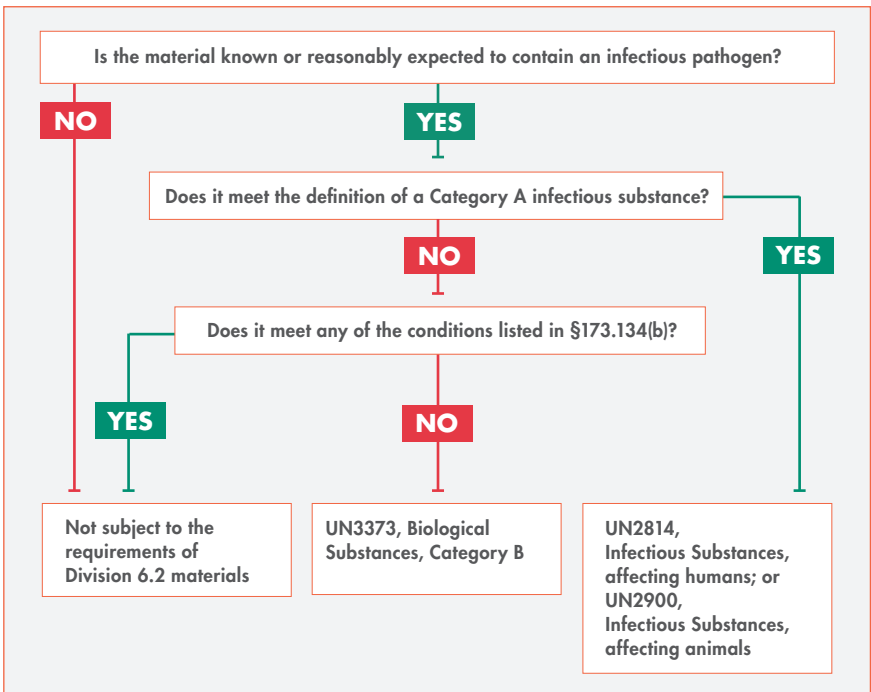 Is the material known or reasonably expected to contain an infectious pathogen?
NO
YES
Does it meet the definition of a Category A infectious substance?
NO
YES
Does it meet any of the conditions listed in §173.134(b)?
YES
NO
Not subject to the
requirements of
Division 6.2 materials
UN3373, Biological
Substances, Category B
UN2814,
Infectious Substances,
affecting humans; or
UN2900,
Infectious Substances,
affecting animals